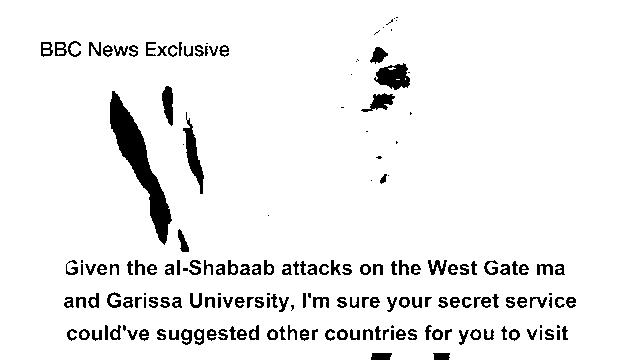 BBC News Exclusive
Given the al-Shabaab attacks on the West Gate ma
and Garissa University, I'm sure your secret service
could've suggested other countries for you to visit